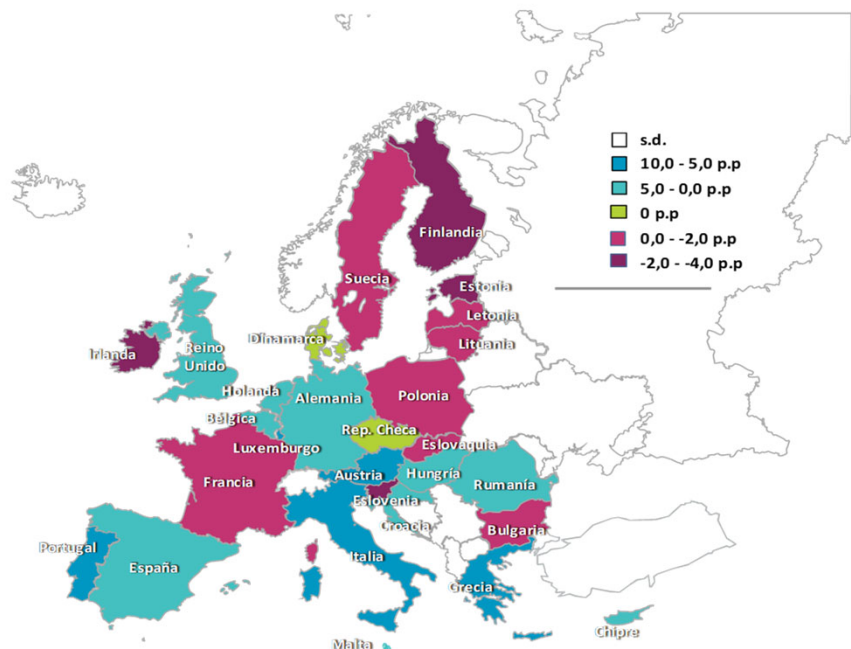 s.d.
10,0 - 5,0 p.p
5,0 - 0,0 p.p
0 p.p
0,0 - -2,0 p.p
-2,0 - -4,0 p.p
Finlandia
Suecia
Estonia
Letonia
Lituania
Dinamarca
Irlanda
Reino
Unido
Holanda
Alemania
Polonia
Bélgica
Rep. Checa
Luxemburgo
Eslovaquia
Francia
Austria
Hungría
Rumanía
Eslovenia
Croacia
Bulgaria
Portugal
España
Italia
Grecia
Chipre
Malta